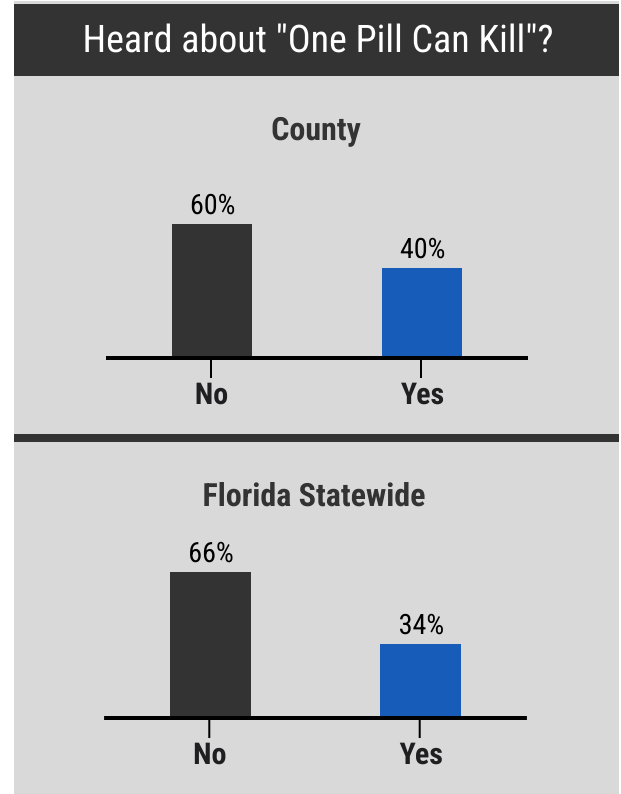 Heard about "One Pill Can Kill"?
County
60%
40%
No
Yes
Florida Statewide
66%
34%
No
Yes